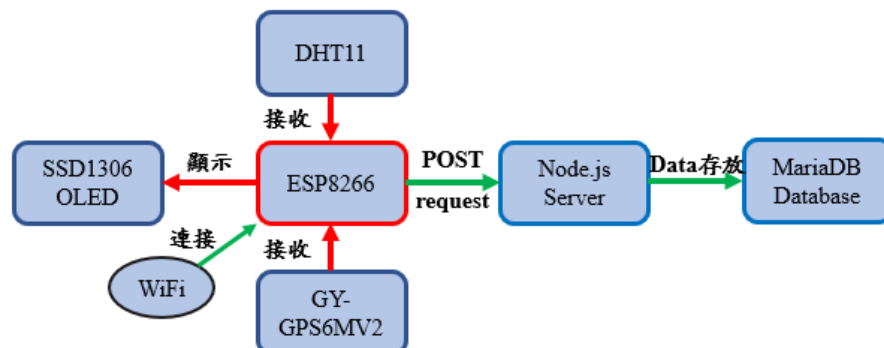 DHT11
接收
SSD1306
OLED
顯示
ESP8266
POST
request
Node.js
Server
Data存放
MariaDB
Database
連接
WiFi
接收
GY-
GPS6MV2